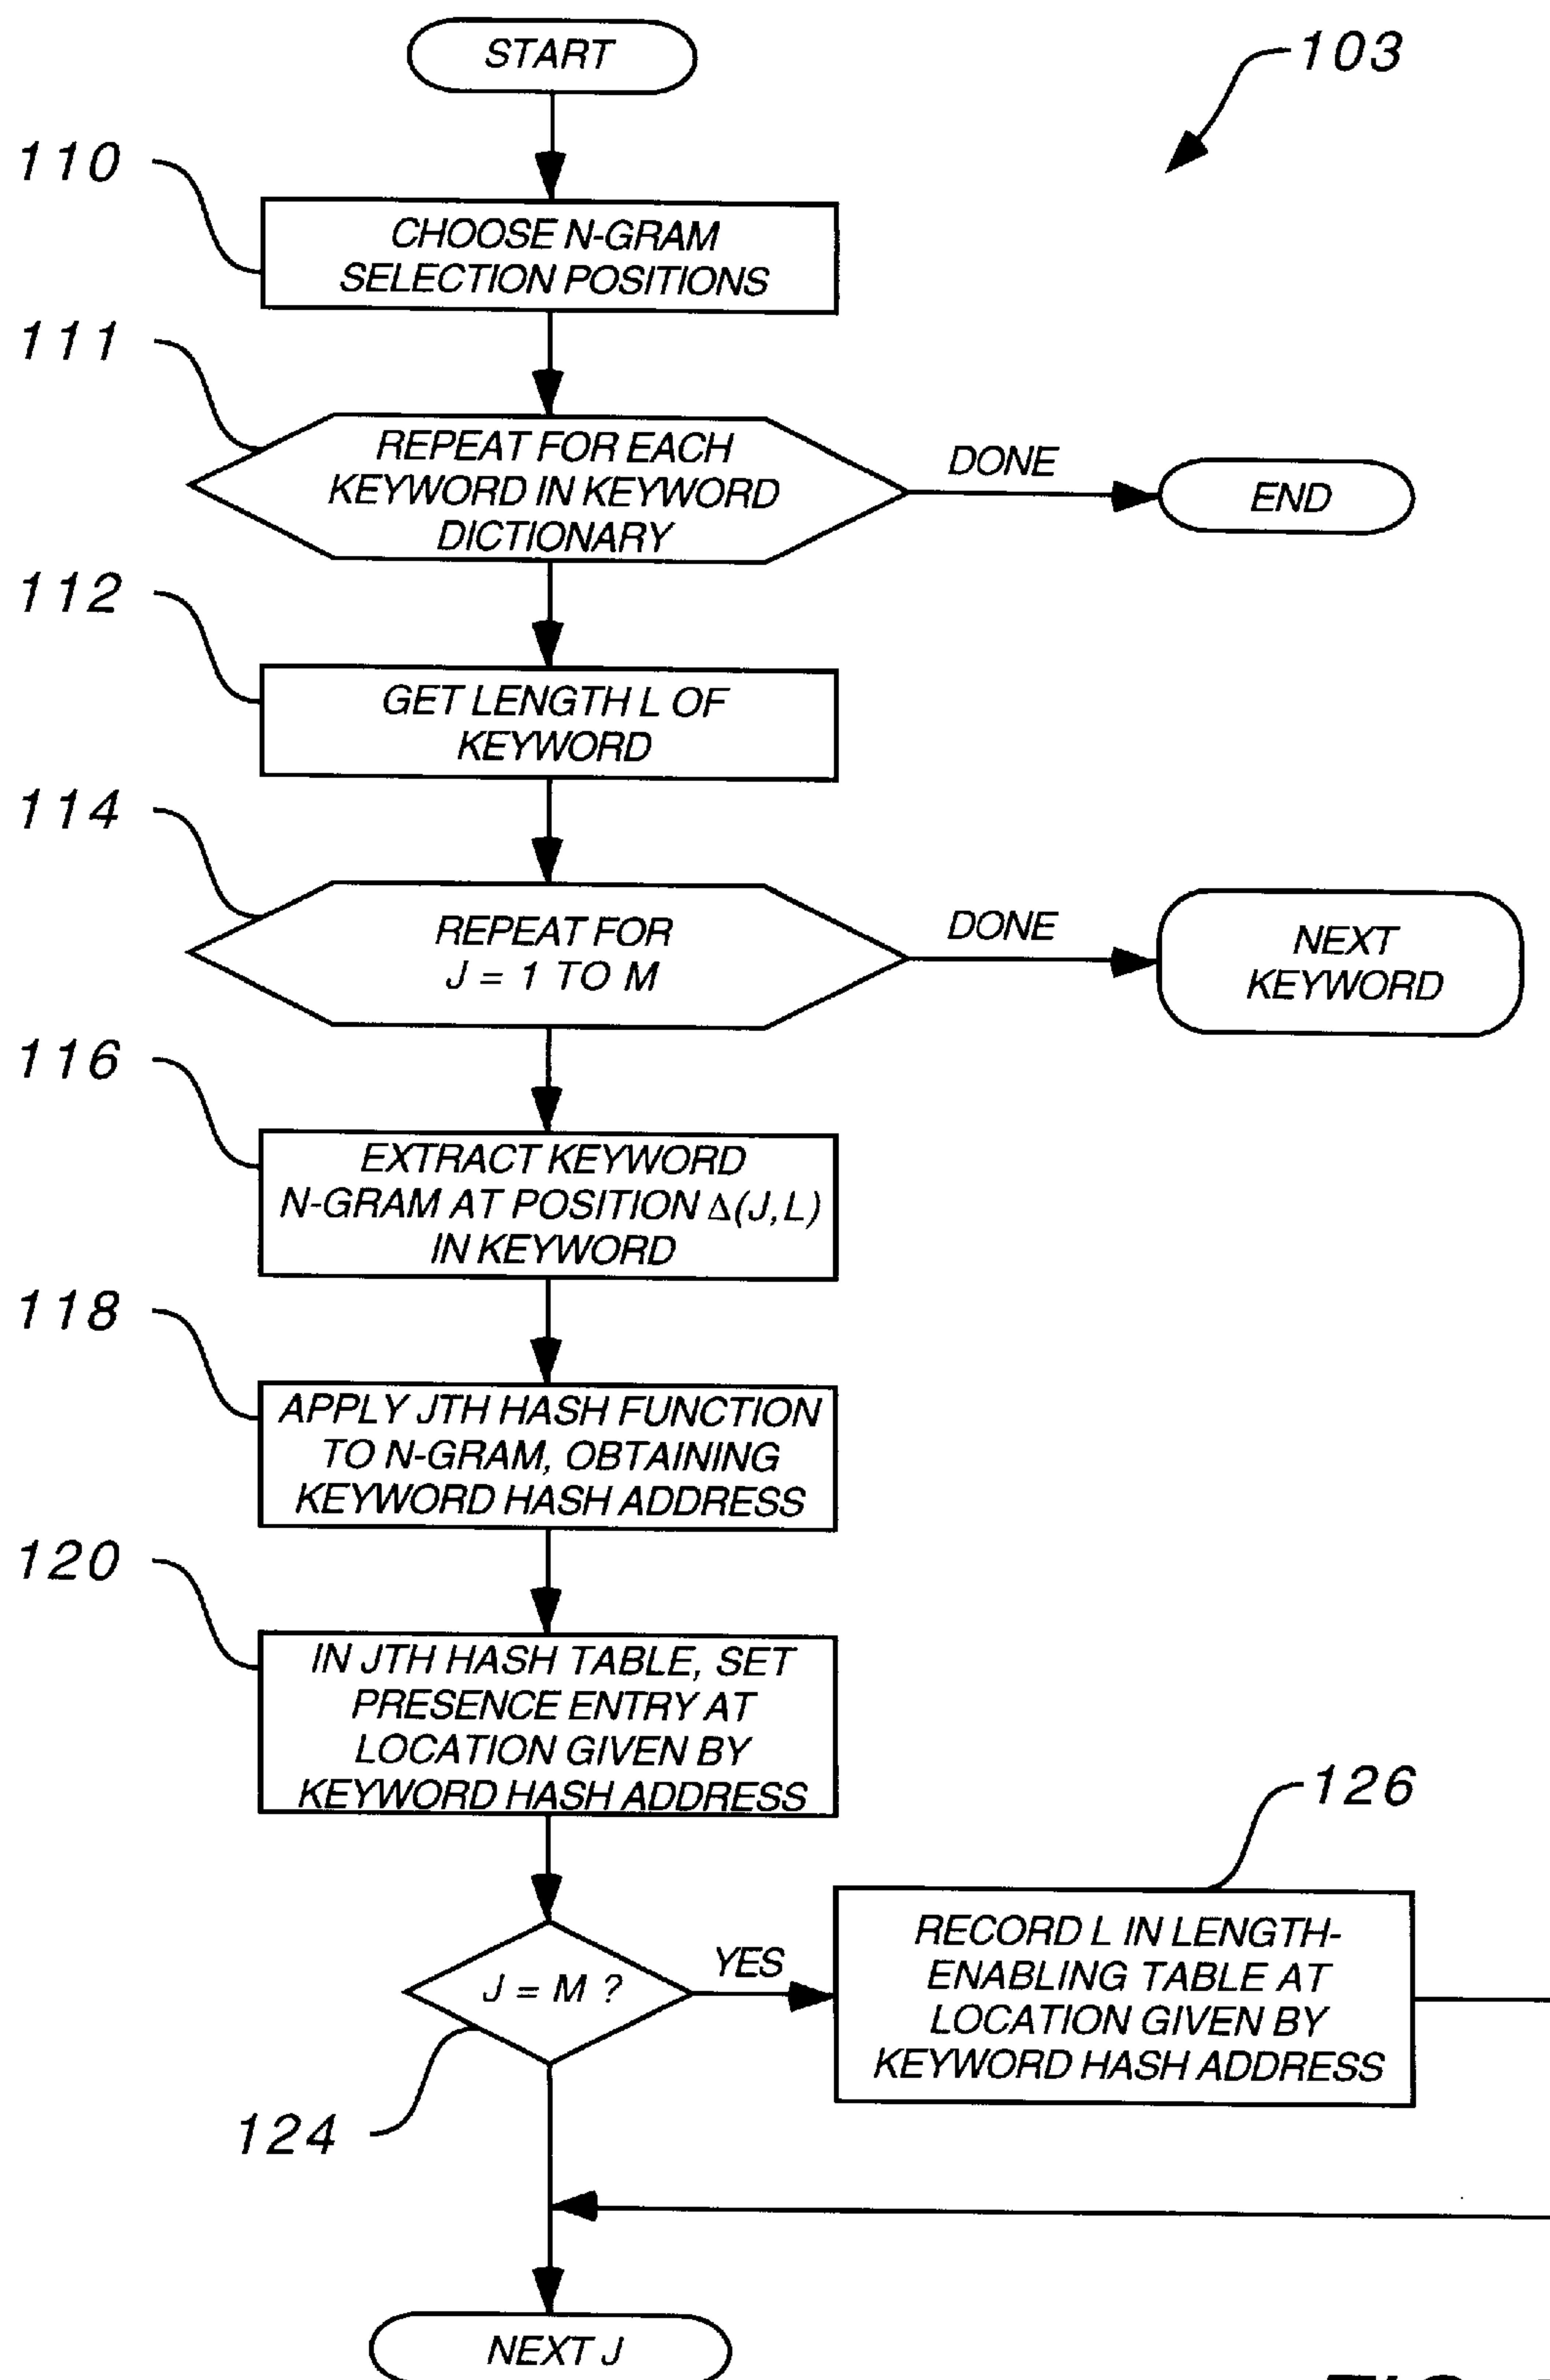 START
103
110
CHOOSE N-GRAM
SELECTION POSITIONS
111
REPEAT FOR EACH
KEYWORD IN KEYWORD
DICTIONARY
DONE
END
112
GET LENGTH L OF
KEYWORD
114
REPEAT FOR
J = 1 TO M
DONE
NEXT
KEYWORD
116
EXTRACT KEYWORD
N-GRAM AT POSITION Δ(J,L)
IN KEYWORD
118
APPLY JTH HASH FUNCTION
TO N-GRAM, OBTAINING
KEYWORD HASH ADDRESS
120
IN JTH HASH TABLE, SET
PRESENCE ENTRY AT
LOCATION GIVEN BY
KEYWORD HASH ADDRESS
126
J = M ?
YES
RECORD L IN LENGTH-
ENABLING TABLE AT
LOCATION GIVEN BY
KEYWORD HASH ADDRESS
124
NEXT J